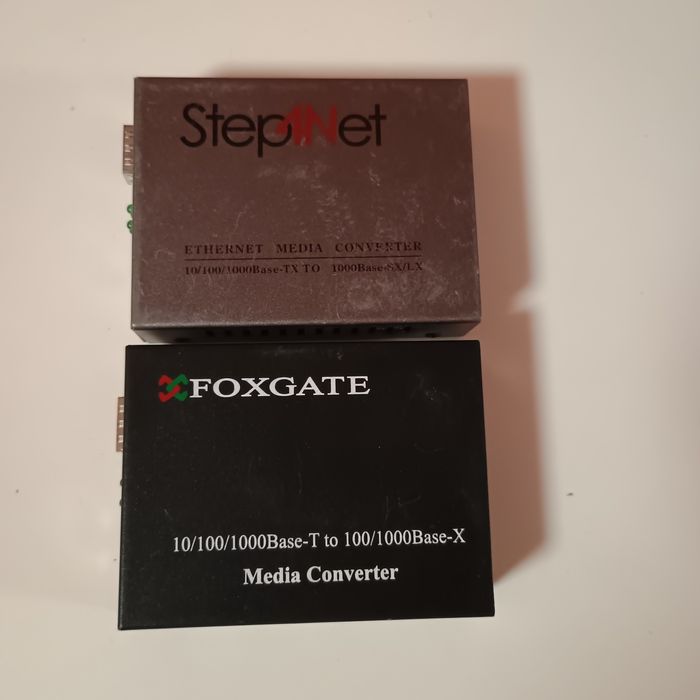 Step4Net
ETHERNET MEDIA CONVERTER
10/100/1000Base-TX TO 1000Base-SX/LX
FOXGATE
10/100/1000Base-T to 100/1000Base-X
Media Converter